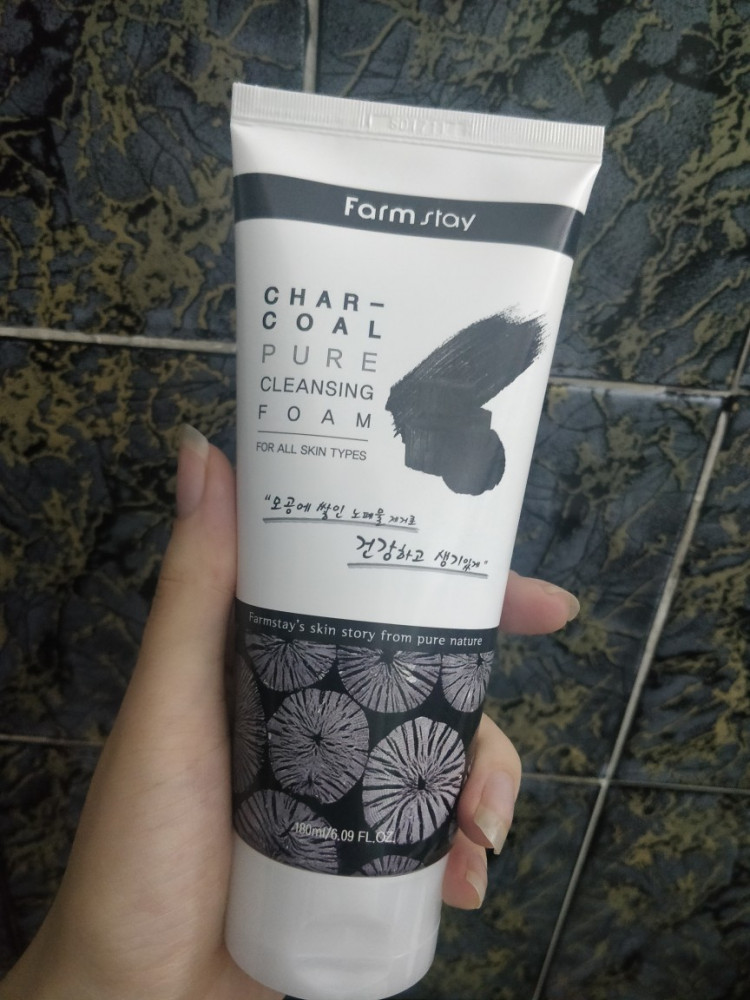 Farm stay
CHAR-
COAL
PURE
CLEANSING
FOAM
FOR ALL SKIN TYPES
"모공에 쌓인 노폐물 제거로
건강하고 생기있게"
Farmstay's skin story from pure nature
180ml/6.09 FL.OZ.